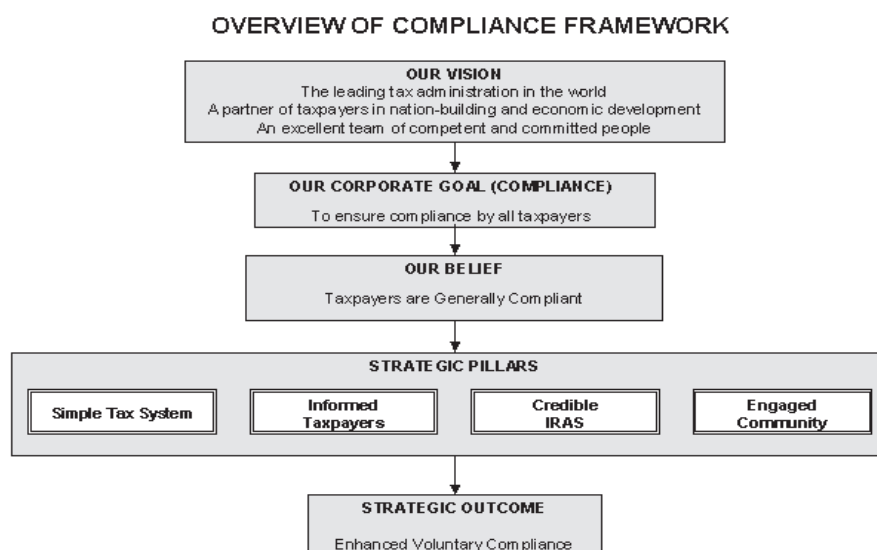 OVERVIEW OF COMPLIANCE FRAMEWORK
OUR VISION
The leading tax administration in the world
A partner of taxpayers in nation-building and economic development
An excellent team of competent and committed people
OUR CORPORATE GOAL (COMPLIANCE)
To ensure compliance by all taxpayers
OUR BELIEF
Taxpayers are Generally Compliant
STRATEGIC PILLARS
Simple Tax System
Informed
Taxpayers
Credible
IRAS
Engaged
Community
STRATEGIC OUTCOME
Enhanced Voluntary Compliance